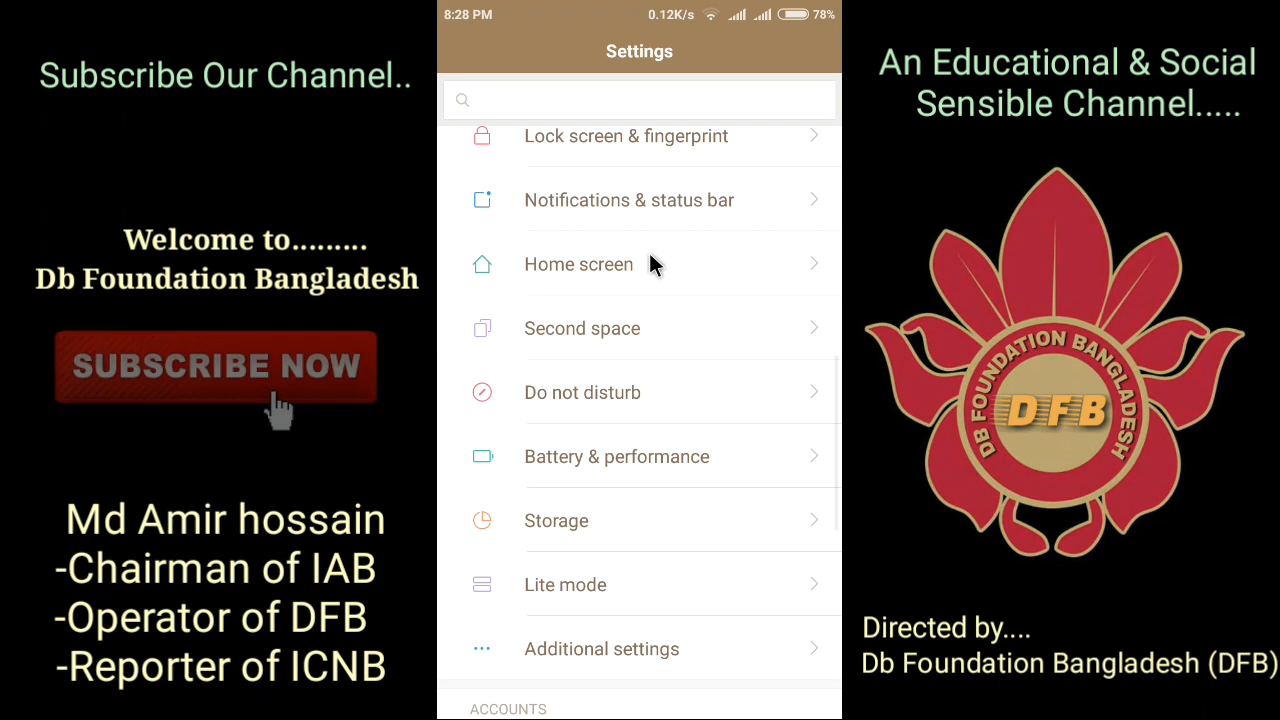 Subscribe Our Channel..
Welcome to.........
Db Foundation Bangladesh
SUBSCRIBE NOW
Md Amir hossain
-Chairman of IAB
-Operator of DFB
-Reporter of ICNB
8:28 PM
0.12K/s
78%
Settings
Lock screen & fingerprint
Notifications & status bar
Home screen
Second space
Do not disturb
Battery & performance
Storage
Lite mode
Additional settings
ACCOUNTS
An Educational & Social
Sensible Channel.....
DB FOUNDATION BANGLADESH
DFB
Directed by....
Db Foundation Bangladesh (DFB)